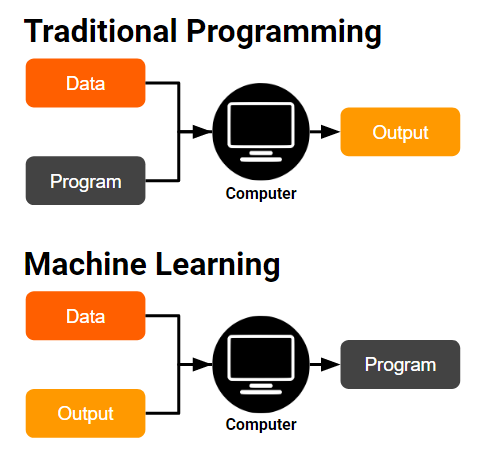 Traditional Programming
Data
Program
Computer
Output
Machine Learning
Data
Output
Computer
Program